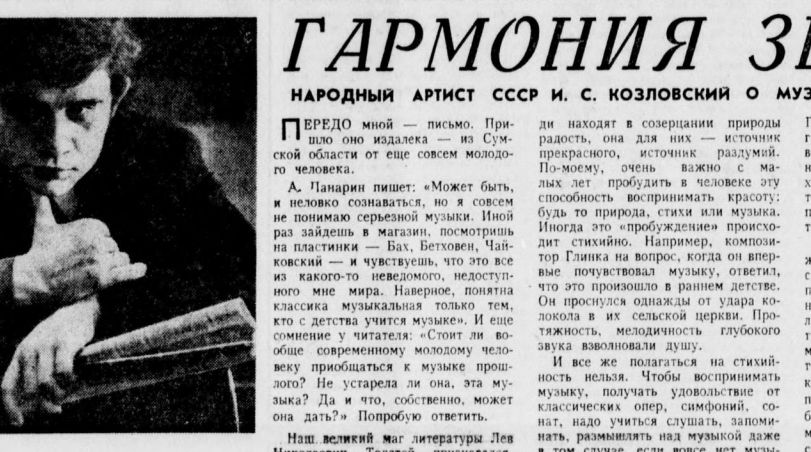 ГАРМОНИЯ
НАРОДНЫЙ АРТИСТ СССР И. С. КОЗЛОВСКИЙ О МУЗ
ПЕРЕДО мной — письмо. При-
шло оно издалека — из Сум-
ской области от еще совсем молодо-
го человека.
А. Панарин пишет: «Может быть,
и неловко сознаваться, но я совсем
не понимаю серьезной музыки. Иной
раз зайдешь в магазин, посмотришь
на пластинки — Бах, Бетховен, Чай-
ковский — и чувствуешь, что это все
из какого-то неведомого, недоступ-
ного мне мира. Наверное, понятна
классика музыкальная только тем,
кто с детства учится музыке». И еще
сомнение у читателя: «Стоит ли во-
обще современному молодому чело-
веку приобщаться к музыке прош-
лого? Не устарела ли она, эта му-
зыка? Да и что, собственно, может
она дать?» Попробую ответить.
Наш великий маг литературы Лев
ди находят в созерцании природы
радость, она для них — источник
прекрасного, источник раздумий.
По-моему, очень важно с ма-
лых лет пробудить в человеке эту
способность воспринимать красоту:
будь то природа, стихи или музыка.
Иногда это «пробуждение» происхо-
дит стихийно. Например, компози-
тор Глинка на вопрос, когда он впер-
вые почувствовал музыку, ответил,
что это произошло в раннем детстве.
Он проснулся однажды от удара ко-
локола в их сельской церкви. Про-
тяжность, мелодичность глубокого
звука взволновали душу.
И все же полагаться на стихий-
ность нельзя. Чтобы воспринимать
музыку, получать удовольствие от
классических опер, симфоний, со-
нат, надо учиться слушать, запоми-
нать, размышлять над музыкой даже
в том случае, если вовсе нет музы-